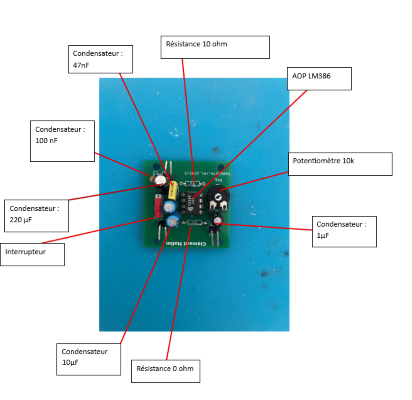 Résistance 10 ohm
Condensateur :
47nF
AOP LM386
Condensateur :
100 nF
Potentiomètre 10k
Condensateur :
220 µF
Condensateur :
1µF
Interrupteur
Condensateur
10µF
Résistance 0 ohm